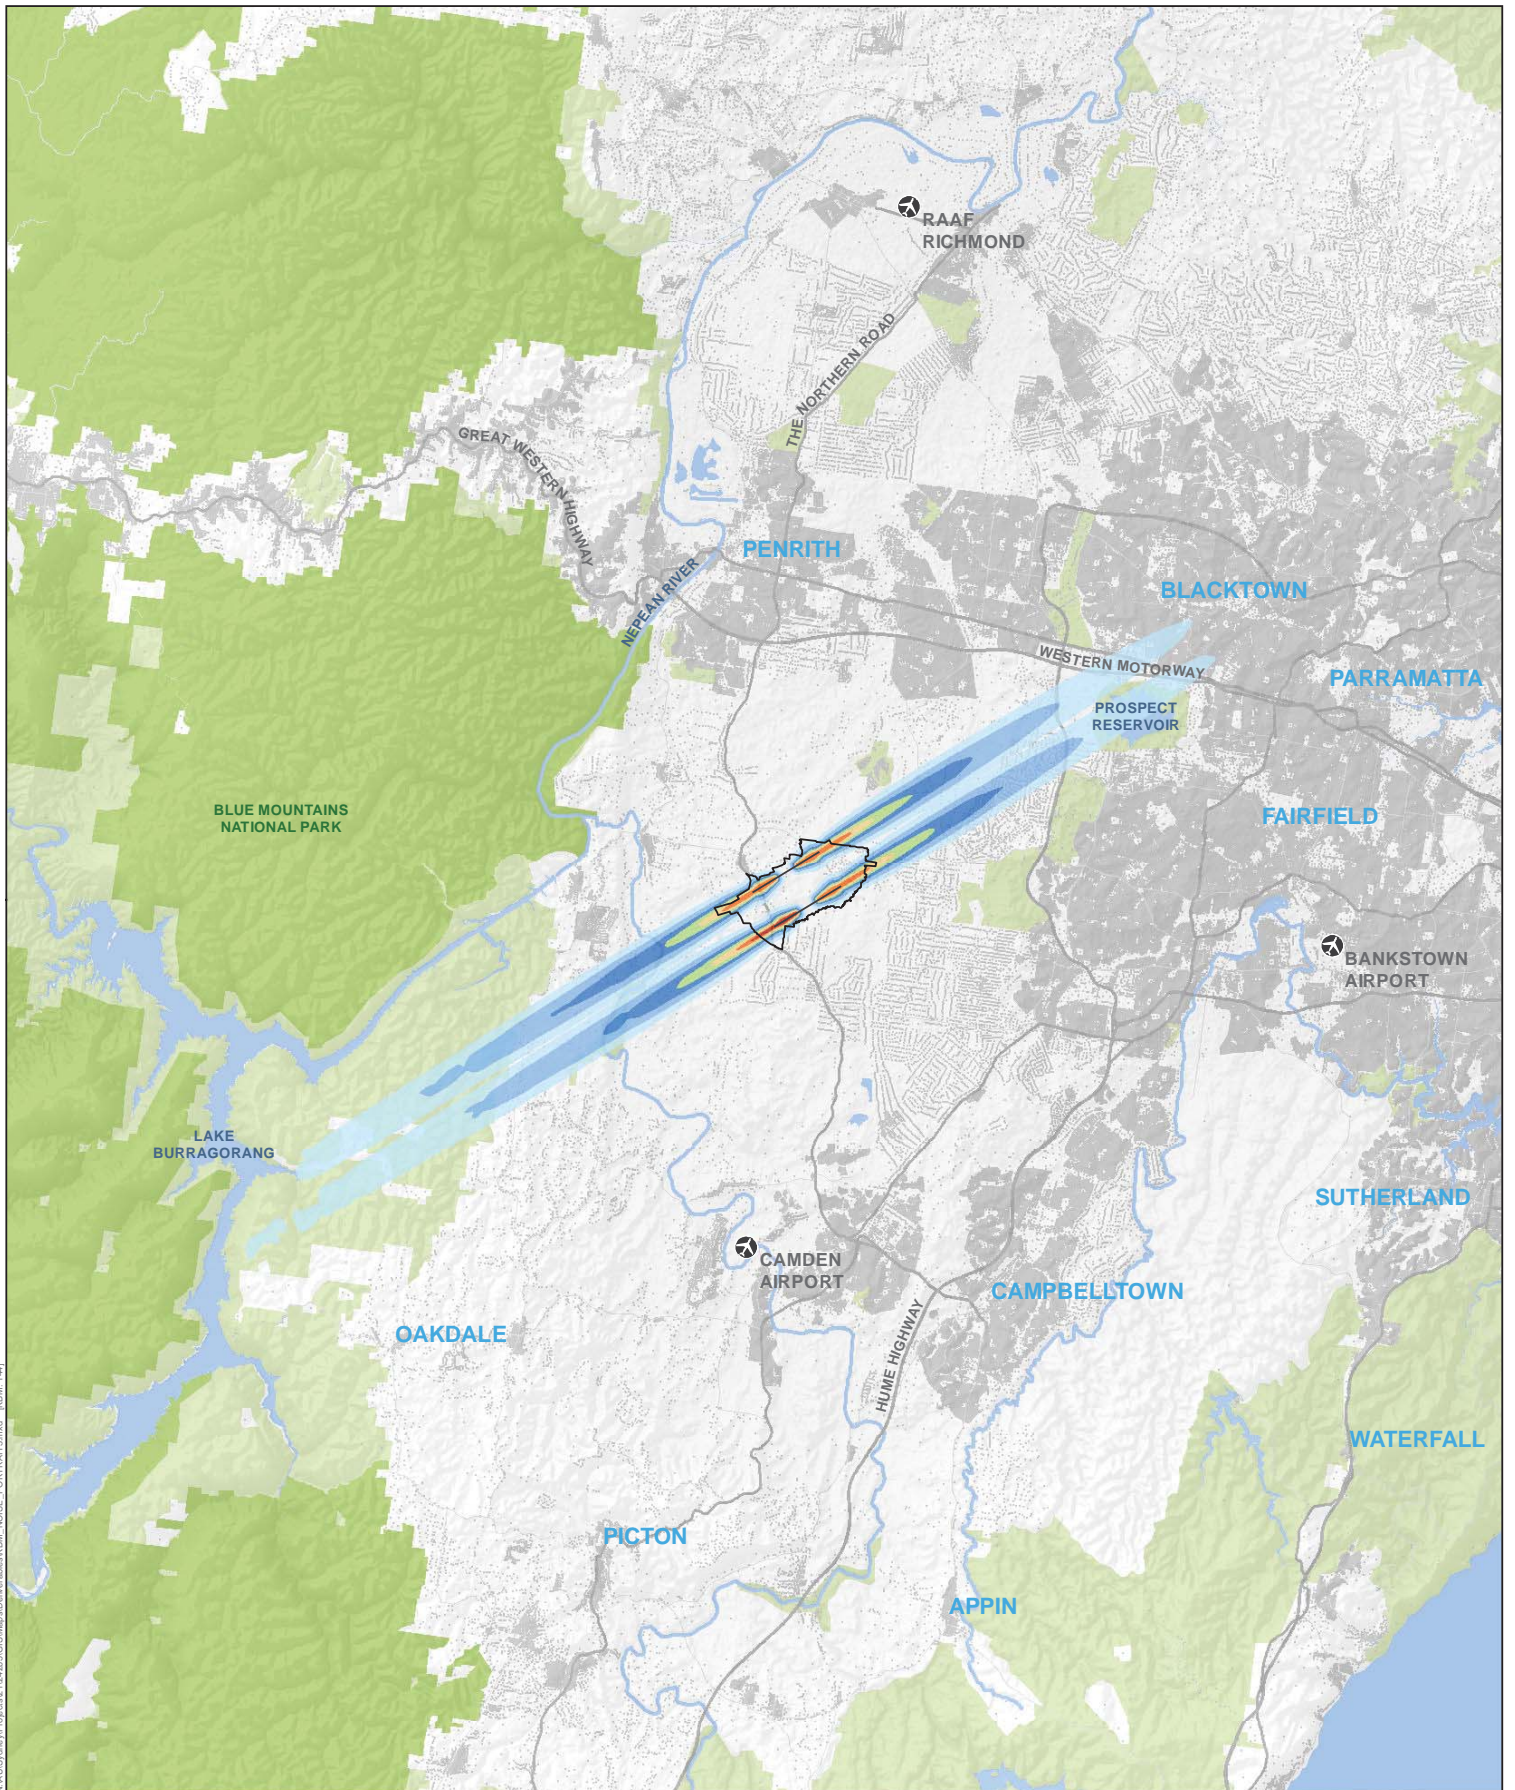 RAAF
RICHMOND
THE NORTHERN ROAD
GREAT WESTERN HIGHWAY
PENRITH
NEPEAN RIVER
BLACKTOWN
WESTERN MOTORWAY
PARRAMATTA
PROSPECT
RESERVOIR
BLUE MOUNTAINS
NATIONAL PARK
FAIRFIELD
BANKSTOWN
AIRPORT
LAKE
BURRAGORANG
SUTHERLAND
CAMDEN
AIRPORT
CAMPBELLTOWN
OAKDALE
HUME HIGHWAY
WATERFALL
PICTON
APPIN